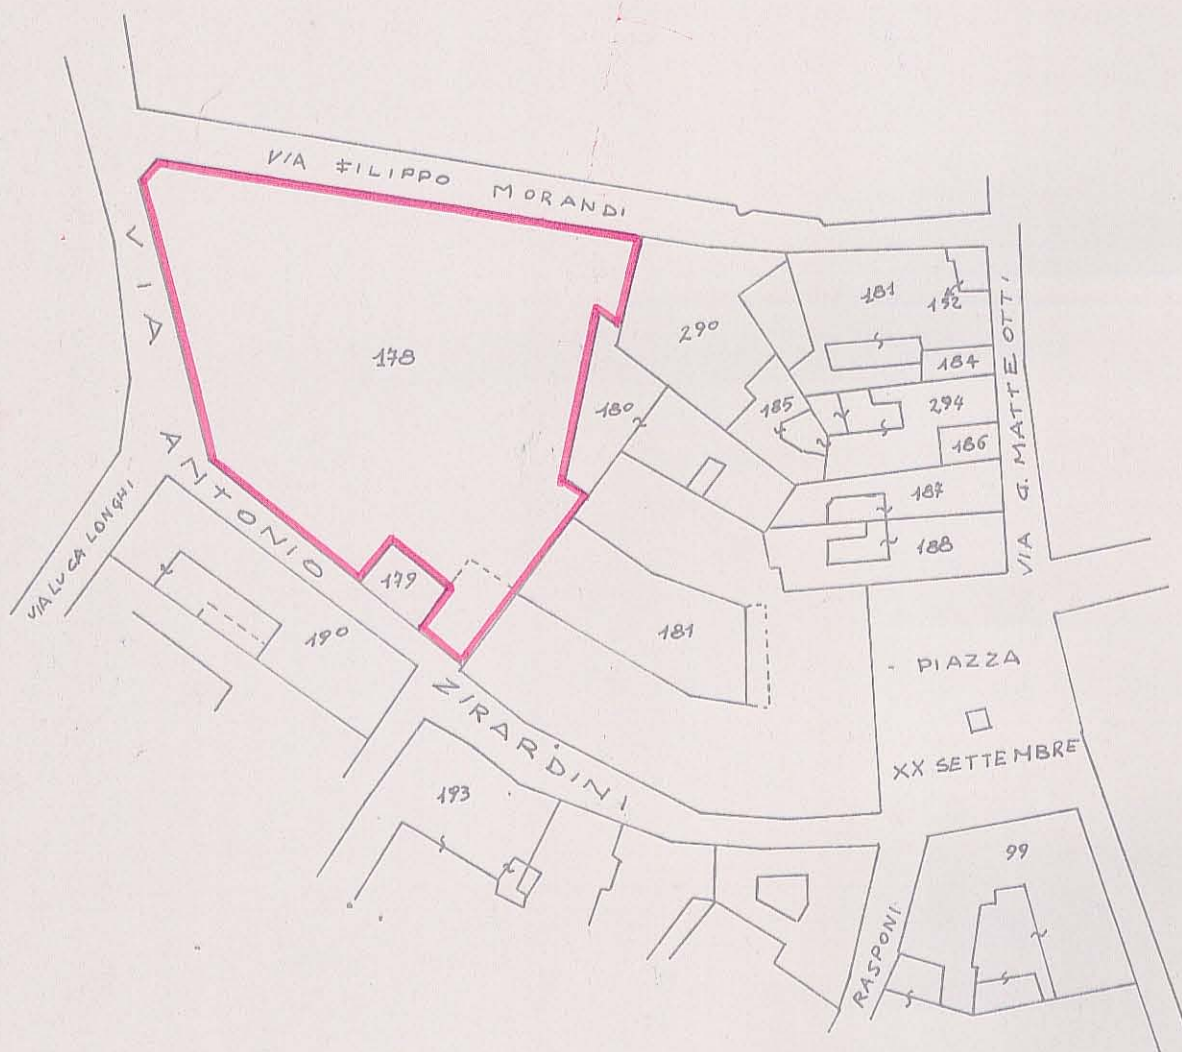 VIA FILIPPO MORANDI
VIA ANTONIO ZIRARDINI
VIA LUCA LONGHI
VIA G. MATTEOTTI
178
290
181
192
184
180
185
294
186
187
188
179
190
181
- PIAZZA
XX SETTEMBRE
193
99
RASPONI